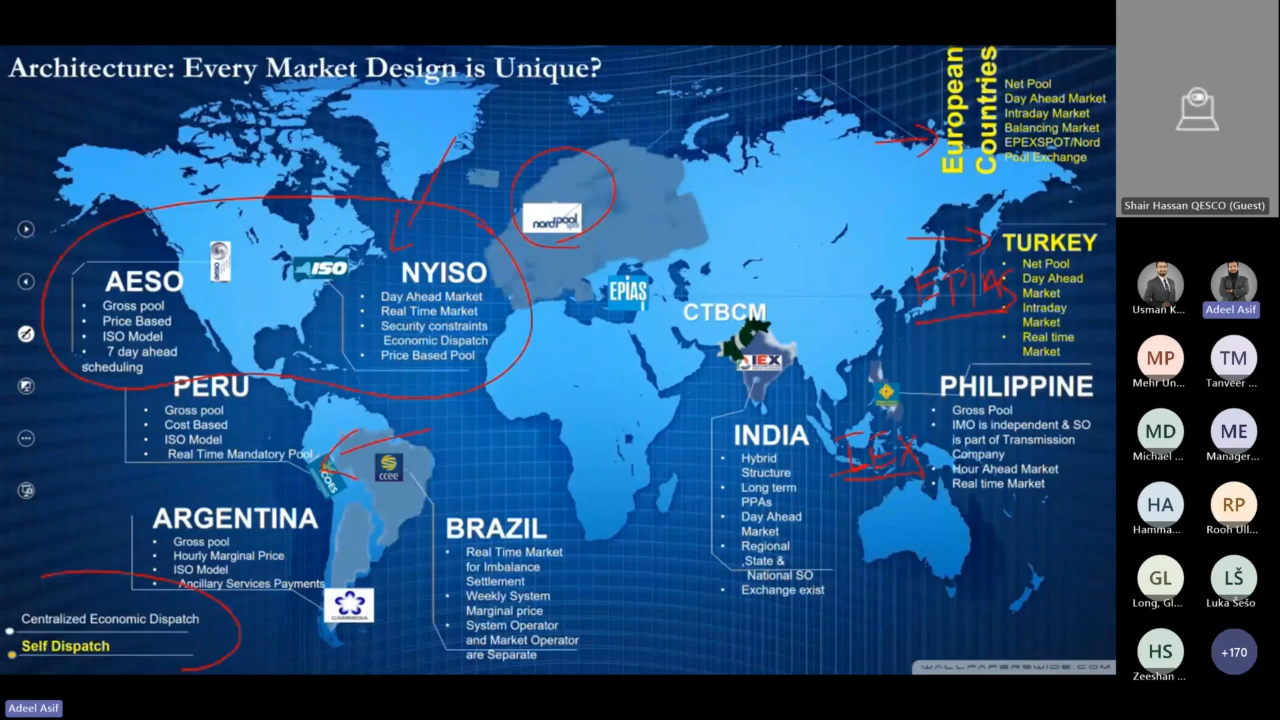 Architecture: Every Market Design is Unique?
European
Countries
Net Pool
Day Ahead Market
Intraday Market
Balancing Market
EPEXSPOT/Nord
Pool Exchange
nordpool
AISO
EPİAŞ
TURKEY
Net Pool
Day Ahead
Market
Intraday
Market
Real time
Market
EPIAS
AESO
Gross pool
Price Based
ISO Model
7 day ahead
scheduling
NYISO
Day Ahead Market
Real Time Market
Security constraints
Economic Dispatch
Price Based Pool
CTBCM
IEX
PERU
Gross pool
Cost Based
ISO Model
Real Time Mandatory Pool
COES
ccee
PHILIPPINE
Gross Pool
IMO is independent & SO
is part of Transmission
Company
Hour Ahead Market
Real time Market
INDIA
Hybrid
Structure
Long term
PPAs
Day Ahead
Market
Regional
,State &
National SO
Exchange exist
IEX
ARGENTINA
Gross pool
Hourly Marginal Price
ISO Model
Ancillary Services Payments
CAMMESA
BRAZIL
Real Time Market
for Imbalance
Settlement
Weekly System
Marginal price
System Operator
and Market Operator
are Separate
Centralized Economic Dispatch
Self Dispatch
WALLPAPERSWIDE.COM
Adeel Asif
Shair Hassan QESCO (Guest)
Usman K...
Adeel Asif
MP
Mehr Un...
TM
Tanveer ...
MD
Michael ...
ME
Manager...
HA
Hamma...
RP
Rooh Ull...
GL
Long, Gl...
LŠ
Luka Šešo
HS
Zeeshan ...
+170